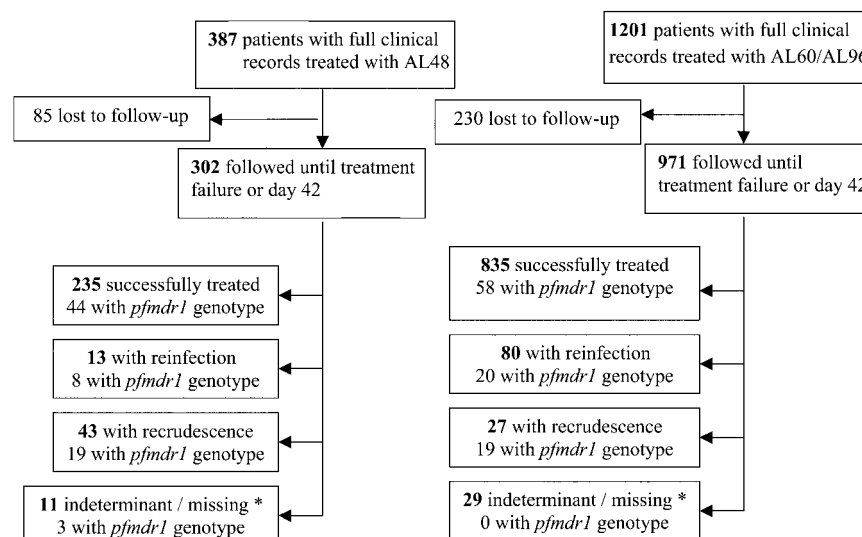 387 patients with full clinical
records treated with AL48
85 lost to follow-up
302 followed until treatment
failure or day 42
235 successfully treated
44 with pfmdr1 genotype
13 with reinfection
8 with pfmdr1 genotype
43 with recrudescence
19 with pfmdr1 genotype
11 indeterminant / missing *
3 with pfmdr1 genotype
1201 patients with full clinical
records treated with AL60/AL96
230 lost to follow-up
971 followed until
treatment failure or day 42
835 successfully treated
58 with pfmdr1 genotype
80 with reinfection
20 with pfmdr1 genotype
27 with recrudescence
19 with pfmdr1 genotype
29 indeterminant / missing *
0 with pfmdr1 genotype